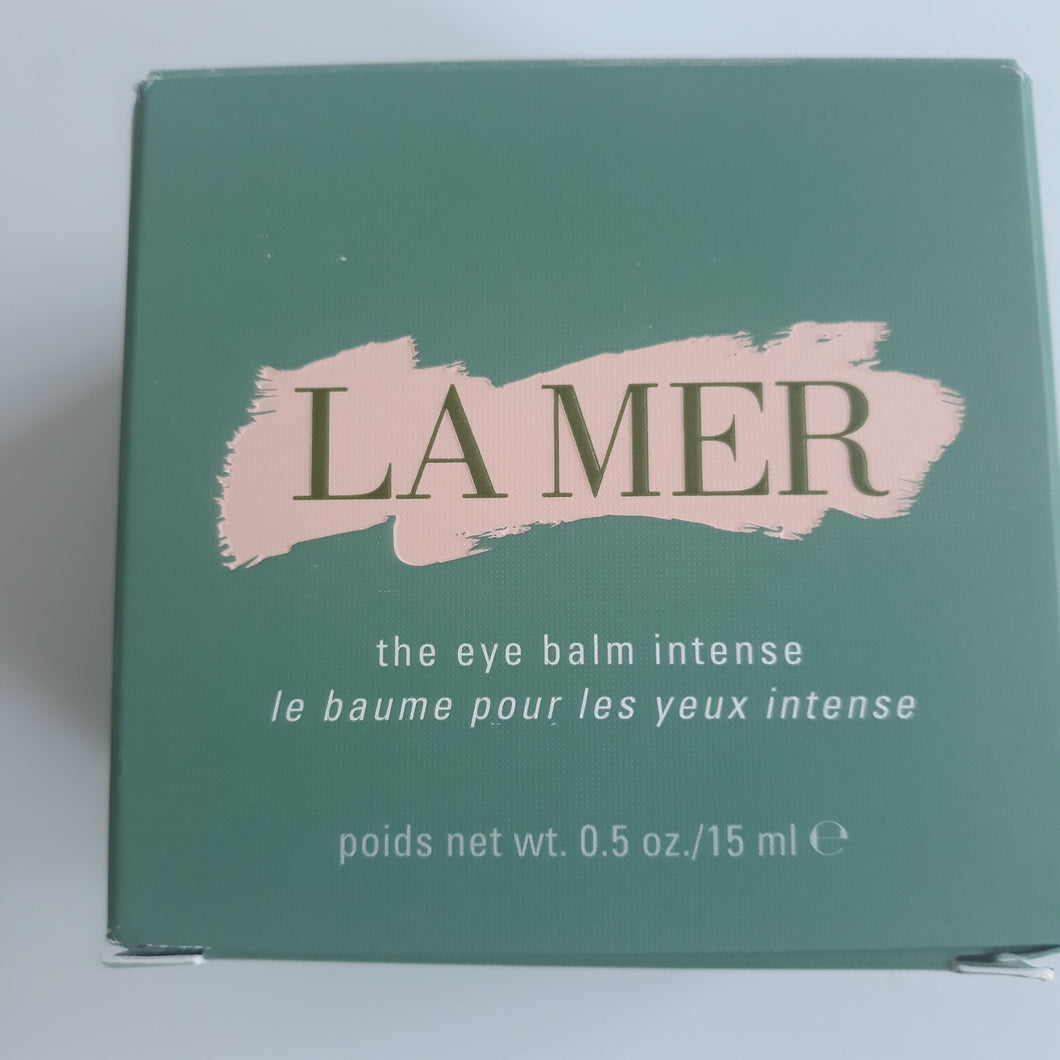 LA MER
the eye balm intense
le baume pour les yeux intense
poids net wt. 0.5 oz./15 ml ℮